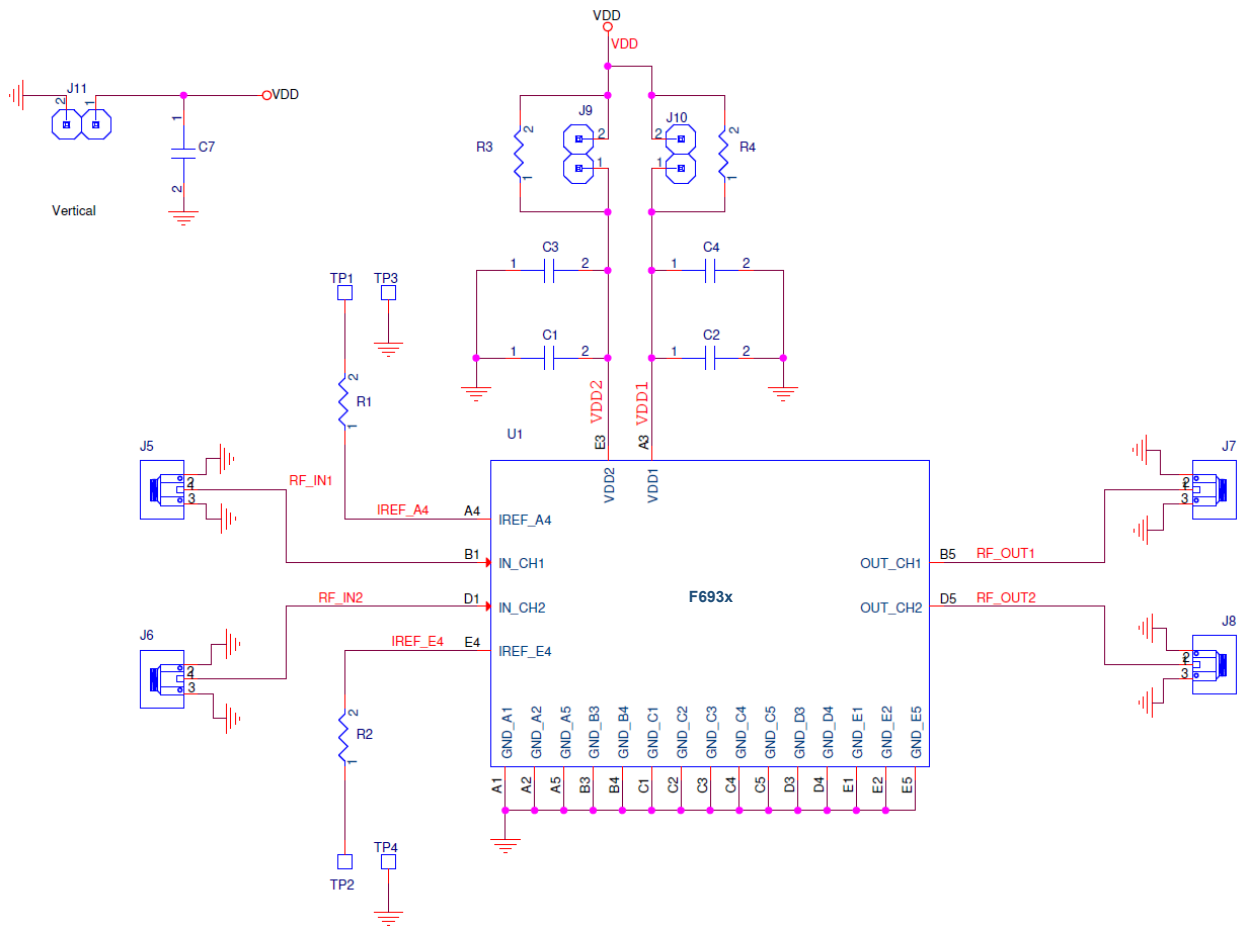 VDD
VDD
J11
2
1
VDD
1
C7
2
Vertical
J9
J10
R3
2
2
2
2
R4
1
1
1
1
C3
C4
1
2
1
2
TP1
TP3
C1
C2
1
2
1
2
2
R1
1
VDD2
VDD1
U1
E3
A3
VDD2
VDD1
J5
2
1
3
RF_IN1
IREF_A4
A4
IREF_A4
B1
IN_CH1
RF_IN2
D1
IN_CH2
IREF_E4
E4
IREF_E4
J6
2
1
3
F693x
J7
2
1
3
OUT_CH1
B5
RF_OUT1
OUT_CH2
D5
RF_OUT2
J8
2
1
3
2
R2
1
GND_A1
GND_A2
GND_A5
GND_B3
GND_B4
GND_C1
GND_C2
GND_C3
GND_C4
GND_C5
GND_D3
GND_D4
GND_E1
GND_E2
GND_E5
A1
A2
A5
B3
B4
C1
C2
C3
C4
C5
D3
D4
E1
E2
E5
TP4
TP2